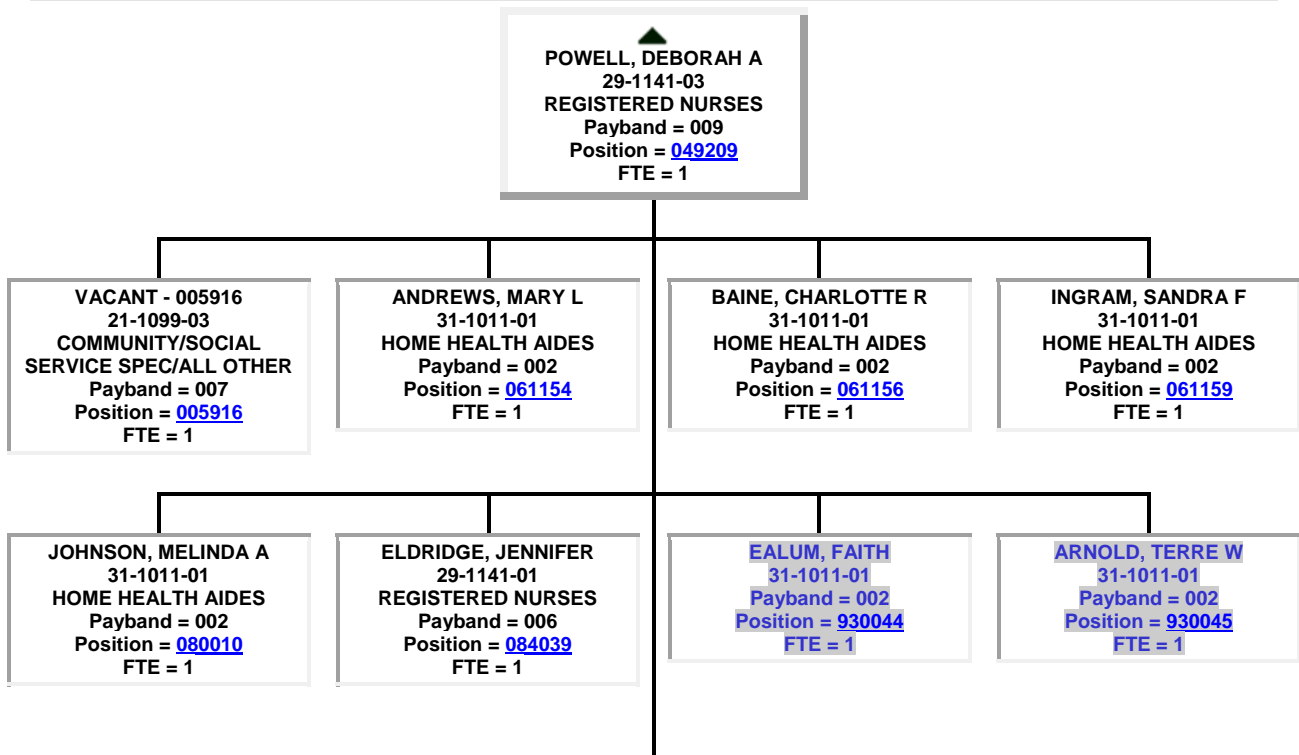 POWELL, DEBORAH A
29-1141-03
REGISTERED NURSES
Payband = 009
Position = 049209
FTE = 1
VACANT - 005916
21-1099-03
COMMUNITY/SOCIAL
SERVICE SPEC/ALL OTHER
Payband = 007
Position = 005916
FTE = 1
ANDREWS, MARY L
31-1011-01
HOME HEALTH AIDES
Payband = 002
Position = 061154
FTE = 1
BAINE, CHARLOTTE R
31-1011-01
HOME HEALTH AIDES
Payband = 002
Position = 061156
FTE = 1
INGRAM, SANDRA F
31-1011-01
HOME HEALTH AIDES
Payband = 002
Position = 061159
FTE = 1
JOHNSON, MELINDA A
31-1011-01
HOME HEALTH AIDES
Payband = 002
Position = 080010
FTE = 1
ELDRIDGE, JENNIFER
29-1141-01
REGISTERED NURSES
Payband = 006
Position = 084039
FTE = 1
EALUM, FAITH
31-1011-01
Payband = 002
Position = 930044
FTE = 1
ARNOLD, TERRE W
31-1011-01
Payband = 002
Position = 930045
FTE = 1